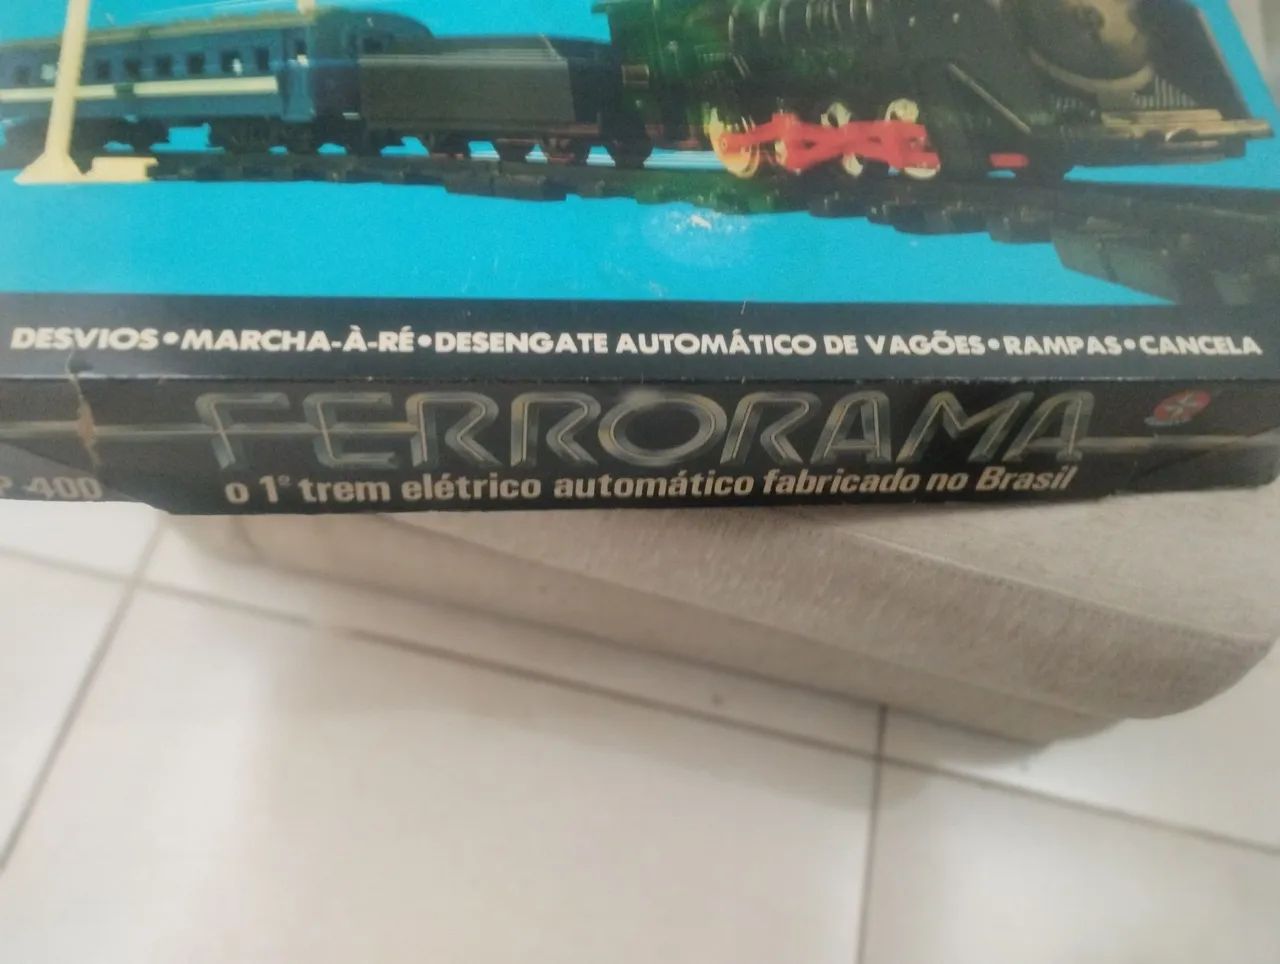 DESVIOS•MARCHA-À-RÉ•DESENGATE AUTOMÁTICO DE VAGÕES•RAMPAS•CANCELA
FERRORAMA
o 1º trem elétrico automático fabricado no Brasil
400